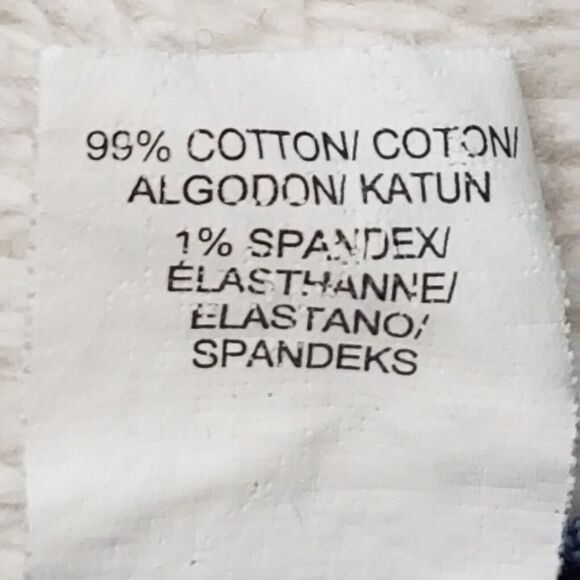 99% COTTON/ COTON/
ALGODON/ KATUN
1% SPANDEX/
ÉLASTHANNE/
ELASTANO/
SPANDEKS